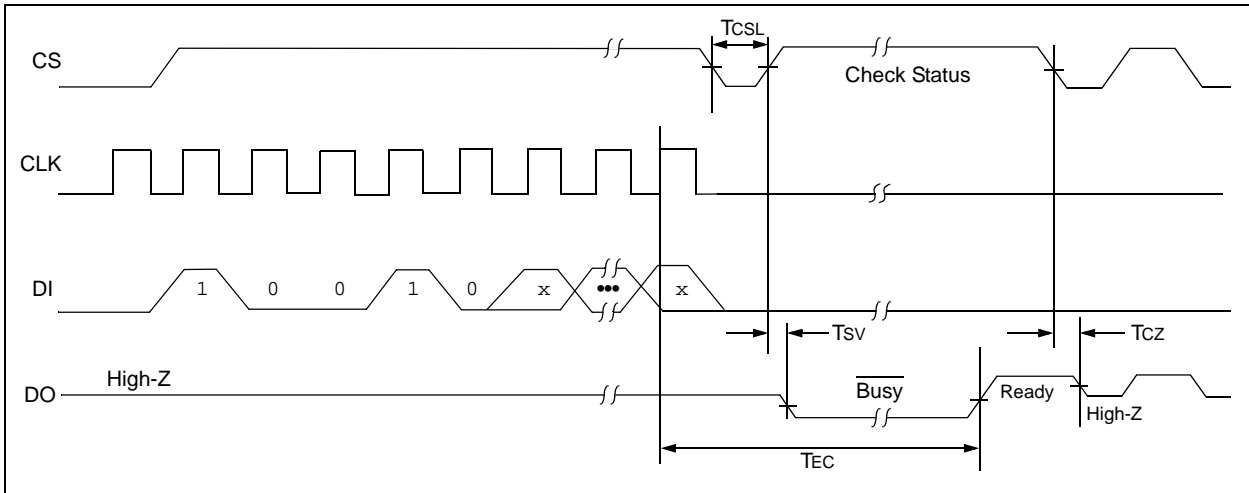 TCSL
CS
Check Status
CLK
DI 1 0 0 1 0 x ••• x
TSV TCZ
High-Z
DO Busy Ready High-Z
TEC